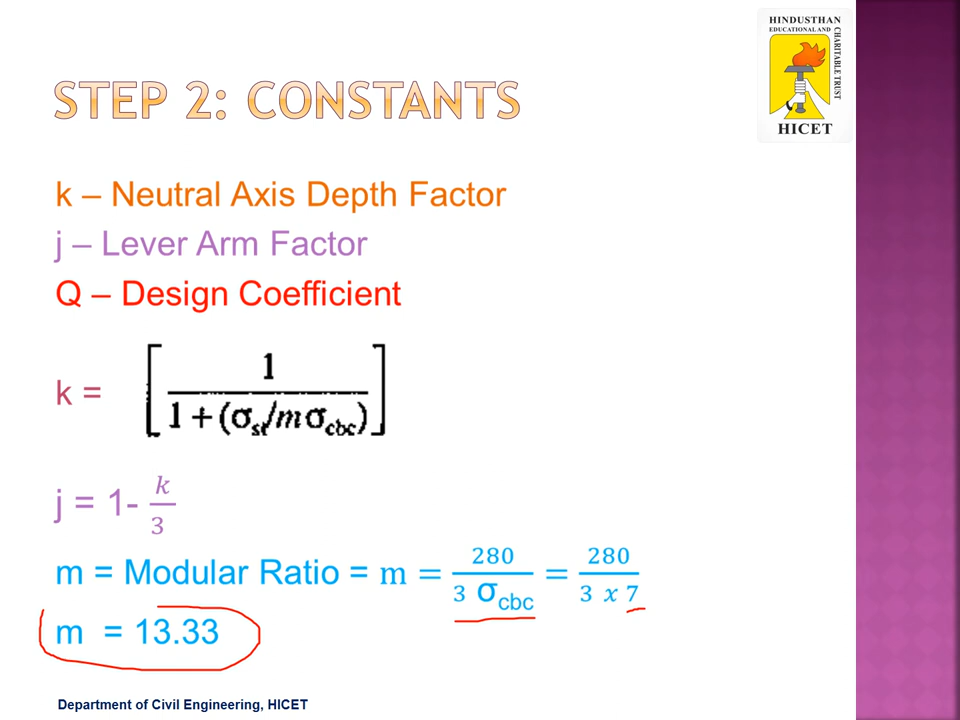 HINDUSTHAN
EDUCATIONAL AND
CHARITABLE TRUST
HICET
STEP 2: CONSTANTS
k – Neutral Axis Depth Factor
j – Lever Arm Factor
Q – Design Coefficient
k = [1 / 1 + (σst/mσcbc)]
j = 1- k/3
m = Modular Ratio = m = 280 / 3 σcbc = 280 / 3 x 7
m = 13.33
Department of Civil Engineering, HICET